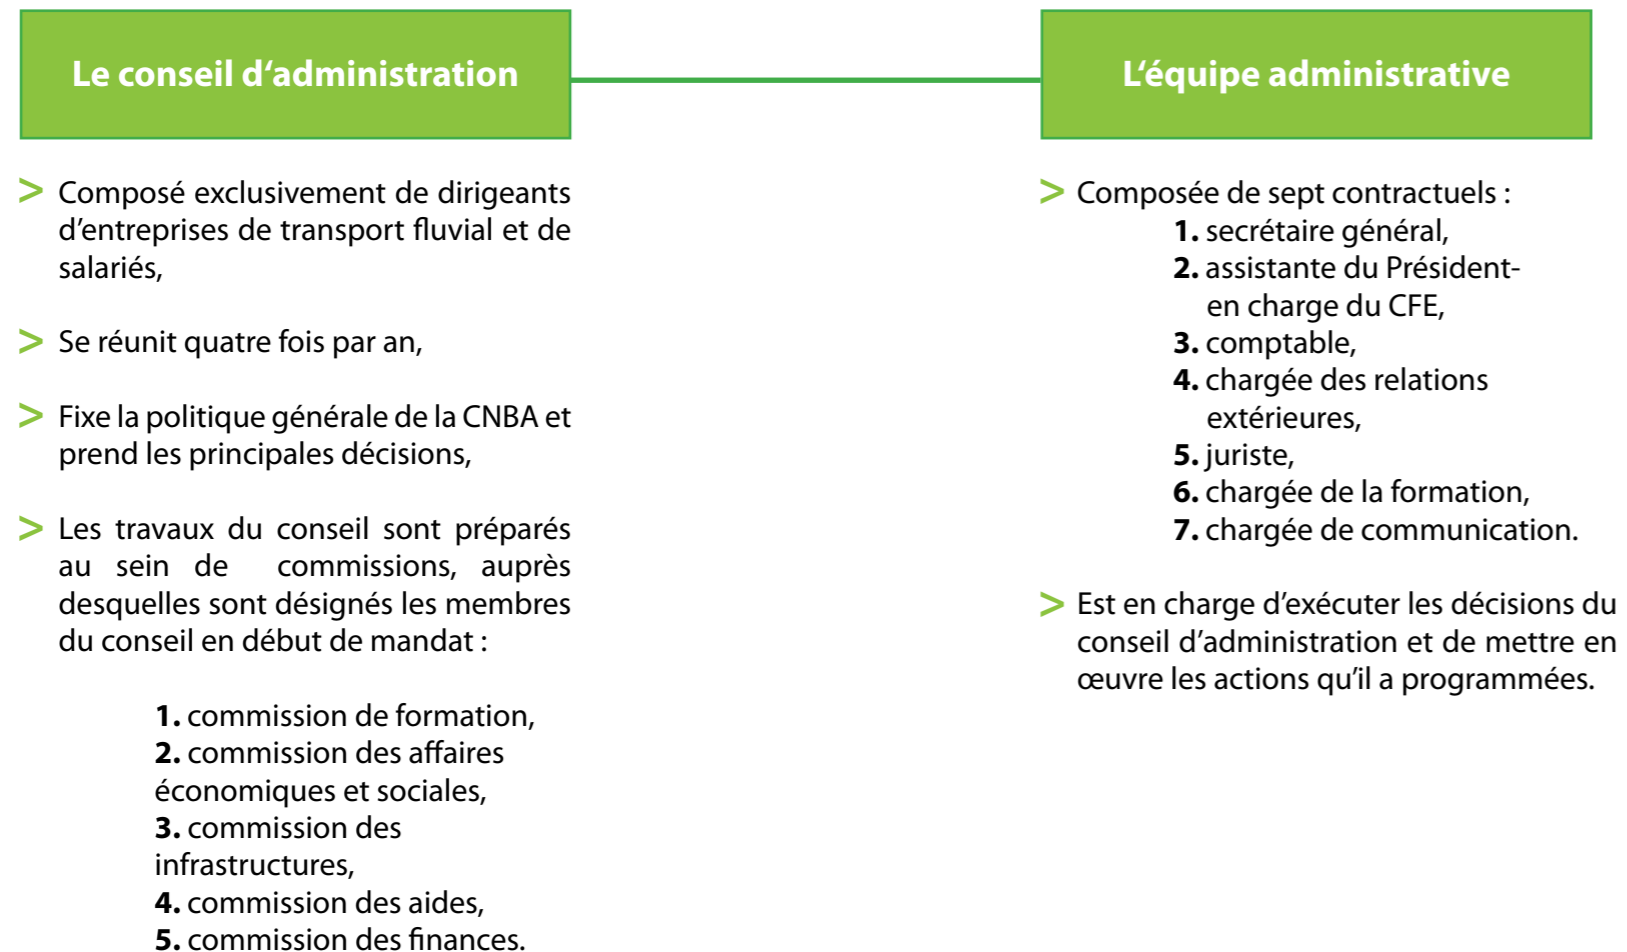 Le conseil d‘administration
> Composé exclusivement de dirigeants
d’entreprises de transport fluvial et de
salariés,
> Se réunit quatre fois par an,
> Fixe la politique générale de la CNBA et
prend les principales décisions,
> Les travaux du conseil sont préparés
au sein de commissions, auprès
desquelles sont désignés les membres
du conseil en début de mandat :
1. commission de formation,
2. commission des affaires
économiques et sociales,
3. commission des
infrastructures,
4. commission des aides,
5. commission des finances.
L‘équipe administrative
> Composée de sept contractuels :
1. secrétaire général,
2. assistante du Président-
en charge du CFE,
3. comptable,
4. chargée des relations
extérieures,
5. juriste,
6. chargée de la formation,
7. chargée de communication.
> Est en charge d’exécuter les décisions du
conseil d’administration et de mettre en
œuvre les actions qu’il a programmées.